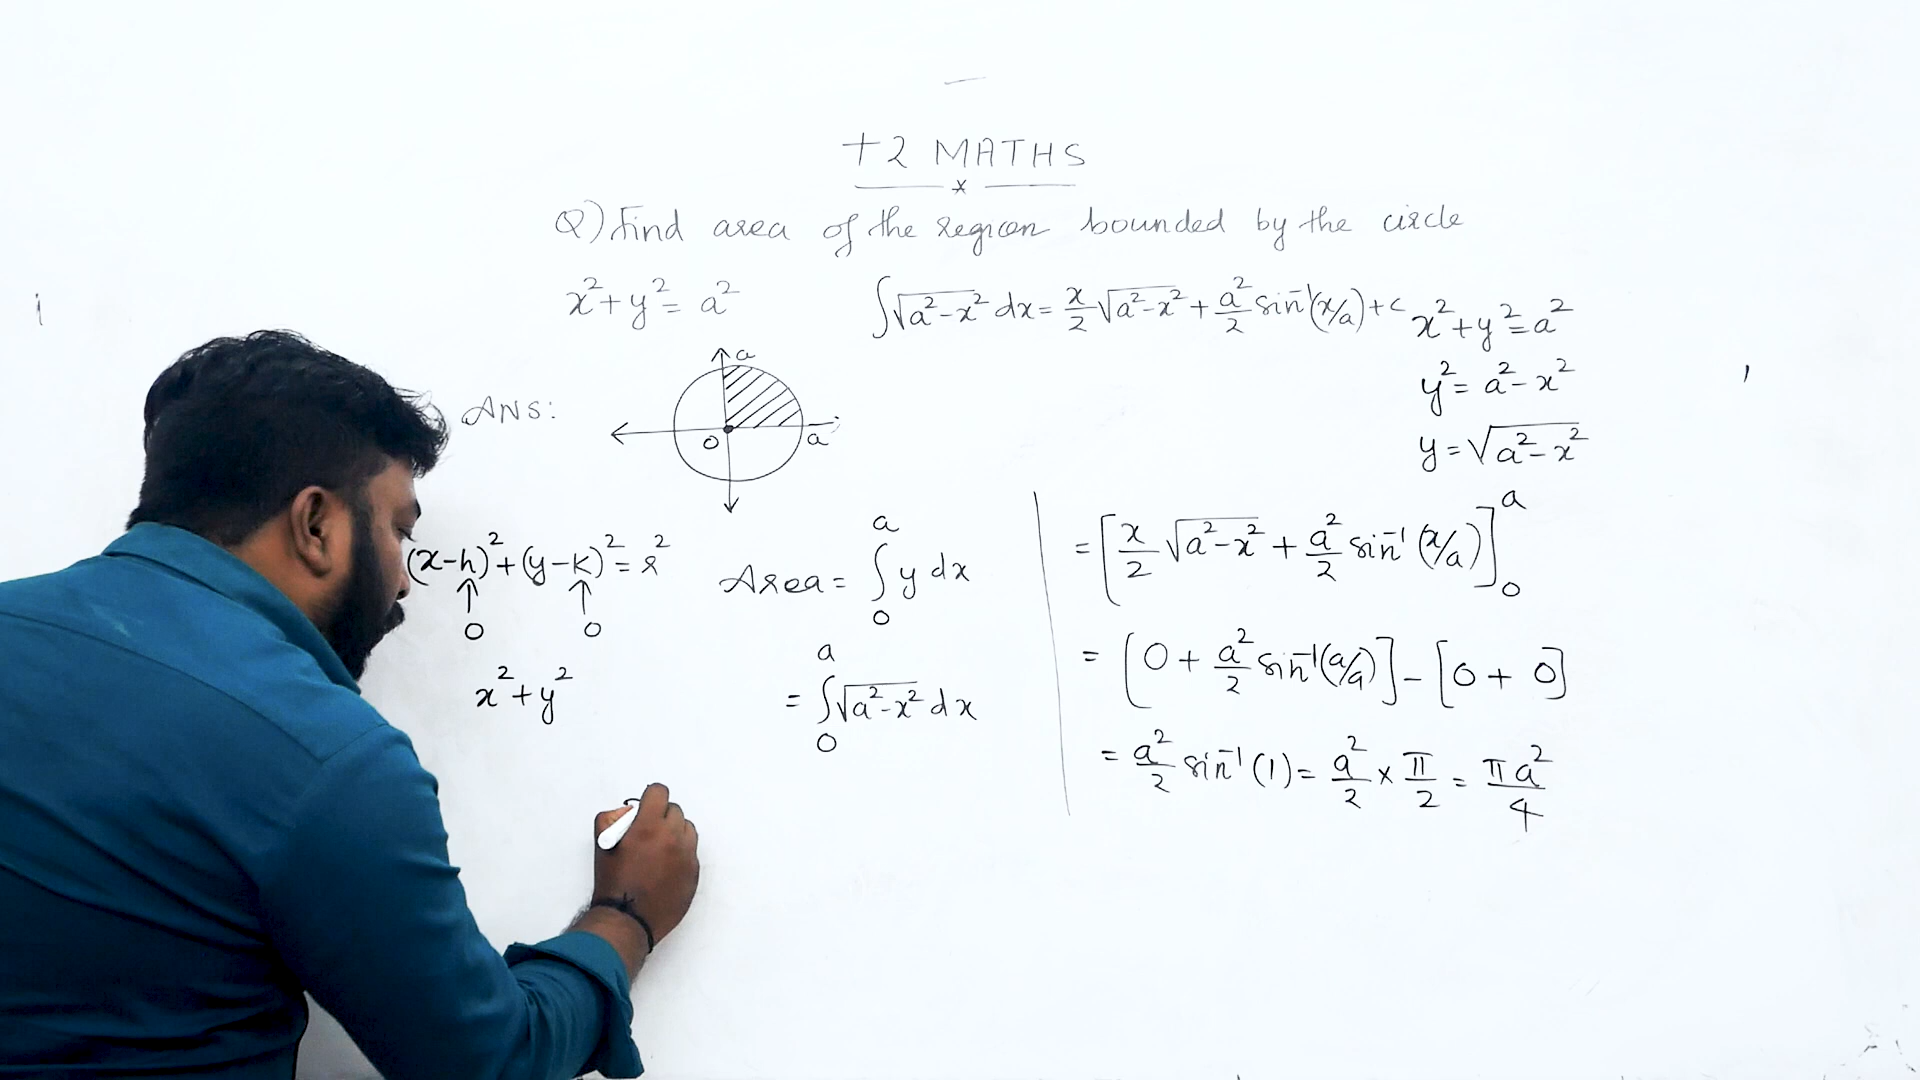 +2 MATHS
Q) Find area of the region bounded by the circle
x² + y² = a²
∫√(a²-x²) dx = x/2 √(a²-x²) + a²/2 sin⁻¹(x/a) + c
x² + y² = a²
y² = a² - x²
y = √(a²-x²)
ANS:
a
O
a
(x-h)² + (y-k)² = r²
↑ ↑
0 0
x² + y²
Area = ∫₀ᵃ y dx
= ∫₀ᵃ √(a²-x²) dx
= [x/2 √(a²-x²) + a²/2 sin⁻¹(x/a)]₀ᵃ
= [0 + a²/2 sin⁻¹(a/a)] - [0 + 0]
= a²/2 sin⁻¹(1) = a²/2 × π/2 = πa²/4